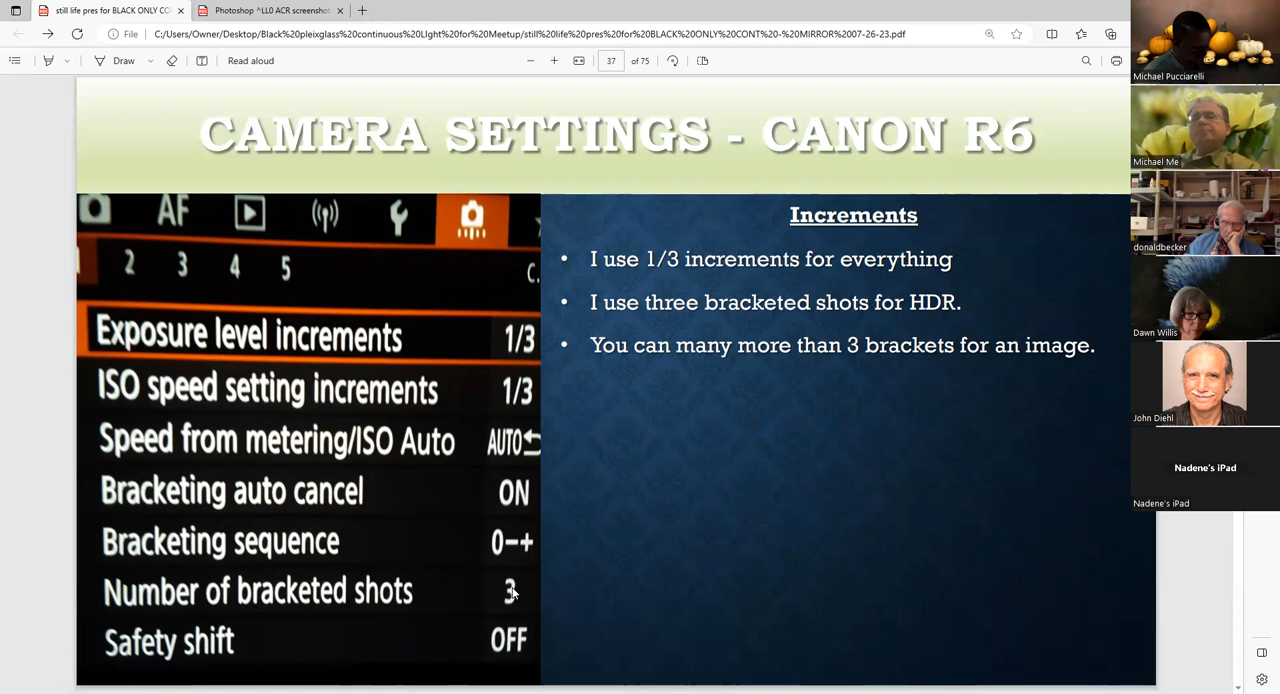 still life pres for BLACK ONLY CO
Photoshop ^LL0 ACR screenshot
File
C:/Users/Owner/Desktop/Black%20pleixglass%20continuous%20LIght%20for%20Meetup/still%20life%20pres%20for%20BLACK%20ONLY%20CONT%20-%20MIRROR%2007-26-23.pdf
Draw
Read aloud
37
of 75
CAMERA SETTINGS - CANON R6
AF
2 3 4 5
C.
Exposure level increments 1/3
ISO speed setting increments 1/3
Speed from metering/ISO Auto AUTO
Bracketing auto cancel ON
Bracketing sequence 0−+
Number of bracketed shots 3
Safety shift OFF
Increments
• I use 1/3 increments for everything
• I use three bracketed shots for HDR.
• You can many more than 3 brackets for an image.
Michael Pucciarelli
Michael Me
donaldbecker
Dawn Willis
John Diehl
Nadene's iPad
Nadene's iPad